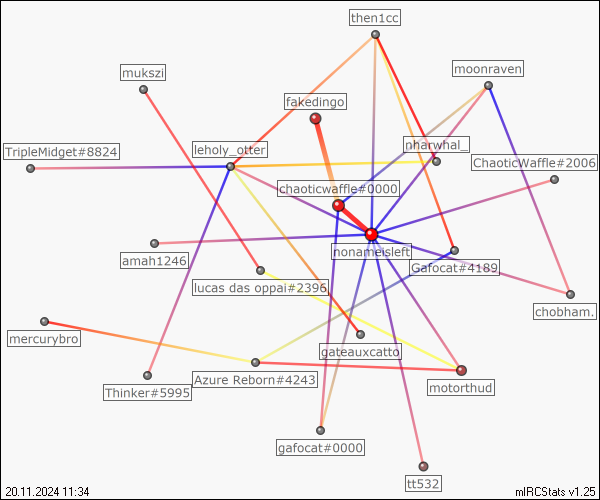 then1cc
mukszi
moonraven
fakedingo
nharwhal_
TripleMidget#8824
leholy_otter
ChaoticWaffle#2006
chaoticwaffle#0000
nonameisleft
amah1246
Gafocat#4189
lucas das oppai#2396
chobham.
mercurybro
gateauxcatto
Azure Reborn#4243
motorthud
Thinker#5995
gafocat#0000
tt532
20.11.2024 11:34
mIRCStats v1.25